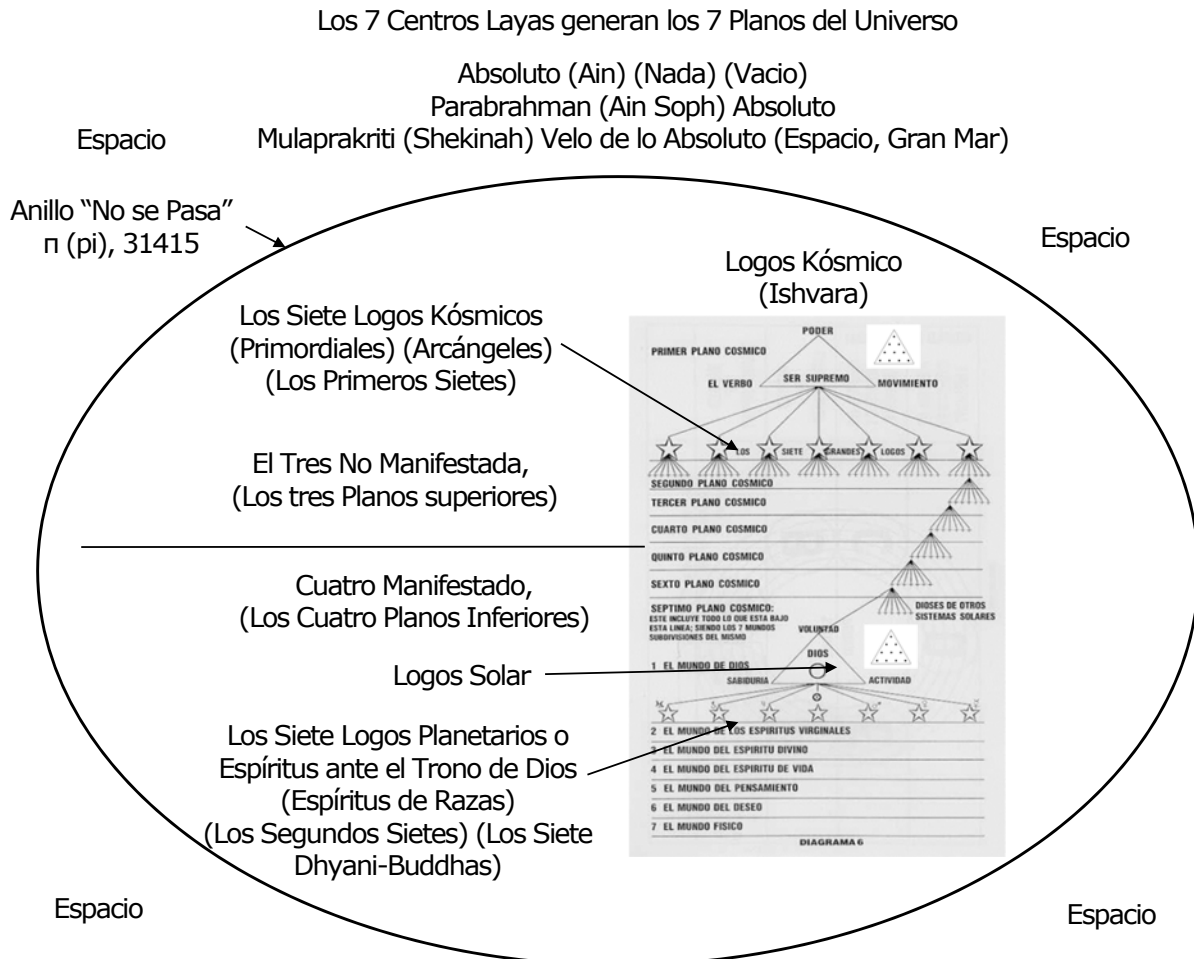 Los 7 Centros Layas generan los 7 Planos del Universo
Absoluto (Ain) (Nada) (Vacio)
Parabrahman (Ain Soph) Absoluto
Mulaprakriti (Shekinah) Velo de lo Absoluto (Espacio, Gran Mar)
Espacio
Anillo “No se Pasa”
π (pi), 31415
Espacio
Logos Kósmico
(Ishvara)
Los Siete Logos Kósmicos
(Primordiales) (Arcángeles)
(Los Primeros Sietes)
El Tres No Manifestada,
(Los tres Planos superiores)
Cuatro Manifestado,
(Los Cuatro Planos Inferiores)
Logos Solar
Los Siete Logos Planetarios o
Espíritus ante el Trono de Dios
(Espíritus de Razas)
(Los Segundos Sietes) (Los Siete
Dhyani-Buddhas)
PODER
PRIMER PLANO COSMICO
EL VERBO
SER SUPREMO
MOVIMIENTO
LOS SIETE GRANDES LOGOS
SEGUNDO PLANO COSMICO
TERCER PLANO COSMICO
CUARTO PLANO COSMICO
QUINTO PLANO COSMICO
SEXTO PLANO COSMICO
SEPTIMO PLANO COSMICO:
ESTE INCLUYE TODO LO QUE ESTA BAJO
ESTA LINEA; SIENDO LOS 7 MUNDOS
SUBDIVISIONES DEL MISMO
DIOSES DE OTROS
SISTEMAS SOLARES
VOLUNTAD
DIOS
1 EL MUNDO DE DIOS
SABIDURIA
ACTIVIDAD
2 EL MUNDO DE LOS ESPIRITUS VIRGINALES
3 EL MUNDO DEL ESPIRITU DIVINO
4 EL MUNDO DEL ESPIRITU DE VIDA
5 EL MUNDO DEL PENSAMIENTO
6 EL MUNDO DEL DESEO
7 EL MUNDO FISICO
DIAGRAMA 6
Espacio
Espacio